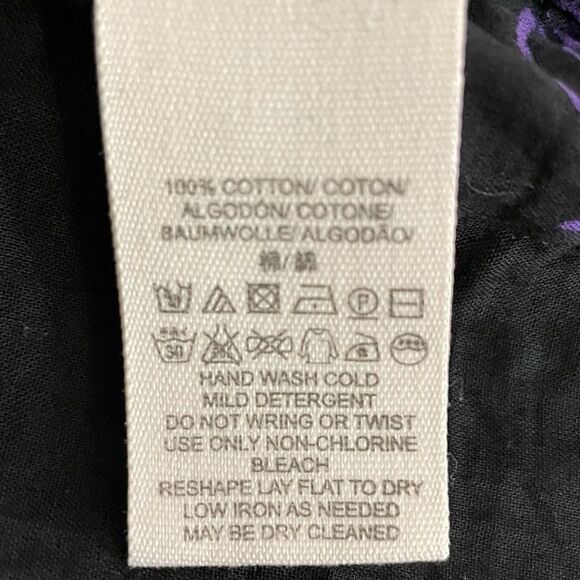 100% COTTON/ COTON/
ALGODÓN/ COTONE/
BAUMWOLLE/ ALGODÃO/
棉/ 綿
30
HAND WASH COLD
MILD DETERGENT
DO NOT WRING OR TWIST
USE ONLY NON-CHLORINE
BLEACH
RESHAPE LAY FLAT TO DRY
LOW IRON AS NEEDED
MAY BE DRY CLEANED